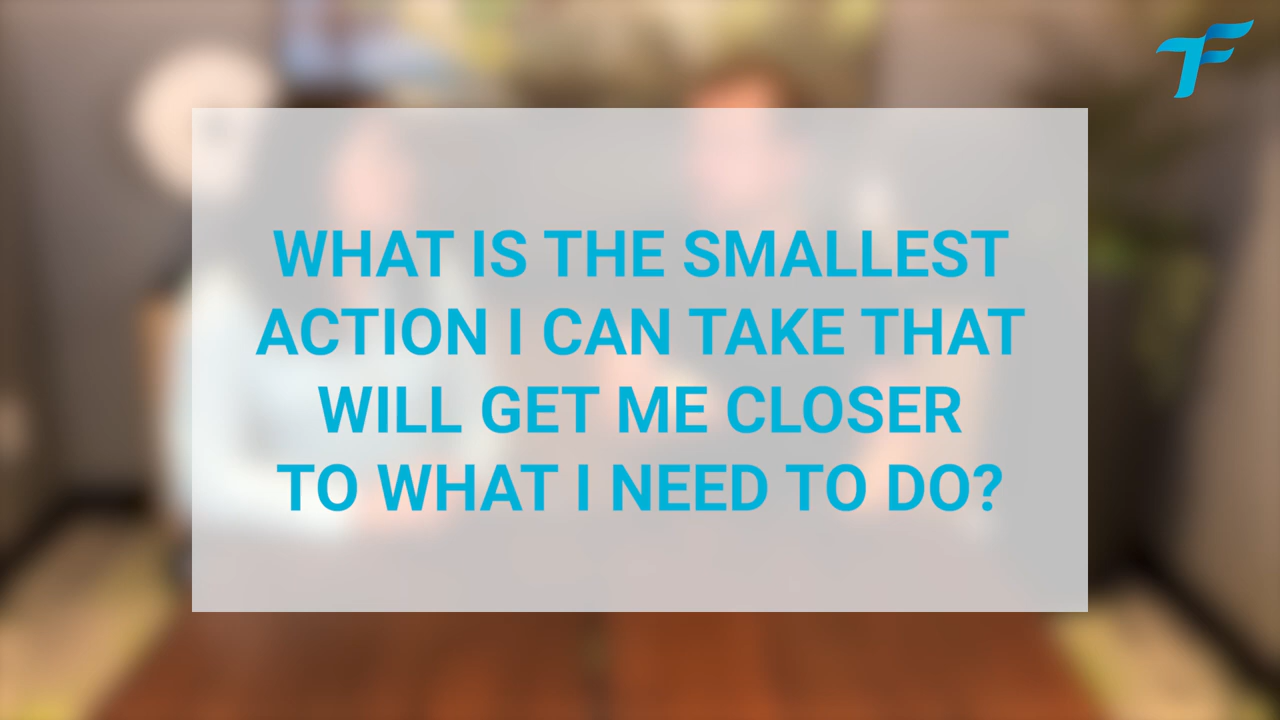 WHAT IS THE SMALLEST
ACTION I CAN TAKE THAT
WILL GET ME CLOSER
TO WHAT I NEED TO DO?